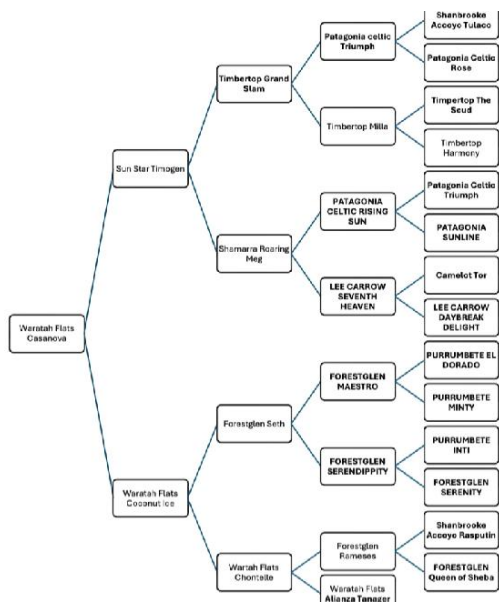 Shanbrooke
Accoyo Tulaco
Patagonia celtic
Triumph
Patagonia Celtic
Rose
Timbertop Grand
Slam
Timbertop Milla
Timpertop The
Scud
Timbertop
Harmony
Sun Star Timogen
Patagonia Celtic
Triumph
PATAGONIA
CELTIC RISING
SUN
PATAGONIA
SUNLINE
Shamarra Roaring
Meg
LEE CARROW
SEVENTH
HEAVEN
Camelot Tor
LEE CARROW
DAYBREAK
DELIGHT
Waratah Flats
Casanova
PURRUMBETE EL
DORADO
FORESTGLEN
MAESTRO
PURRUMBETE
MINTY
Forestglen Seth
PURRUMBETE
INTI
FORESTGLEN
SERENDIPPITY
FORESTGLEN
SERENITY
Waratah Flats
Coconut Ice
Shanbrooke
Accoyo Rasputin
Forestglen
Rameses
FORESTGLEN
Queen of Sheba
Wartah Flats
Chontelle
Waratah Flats
Alianza Tanager